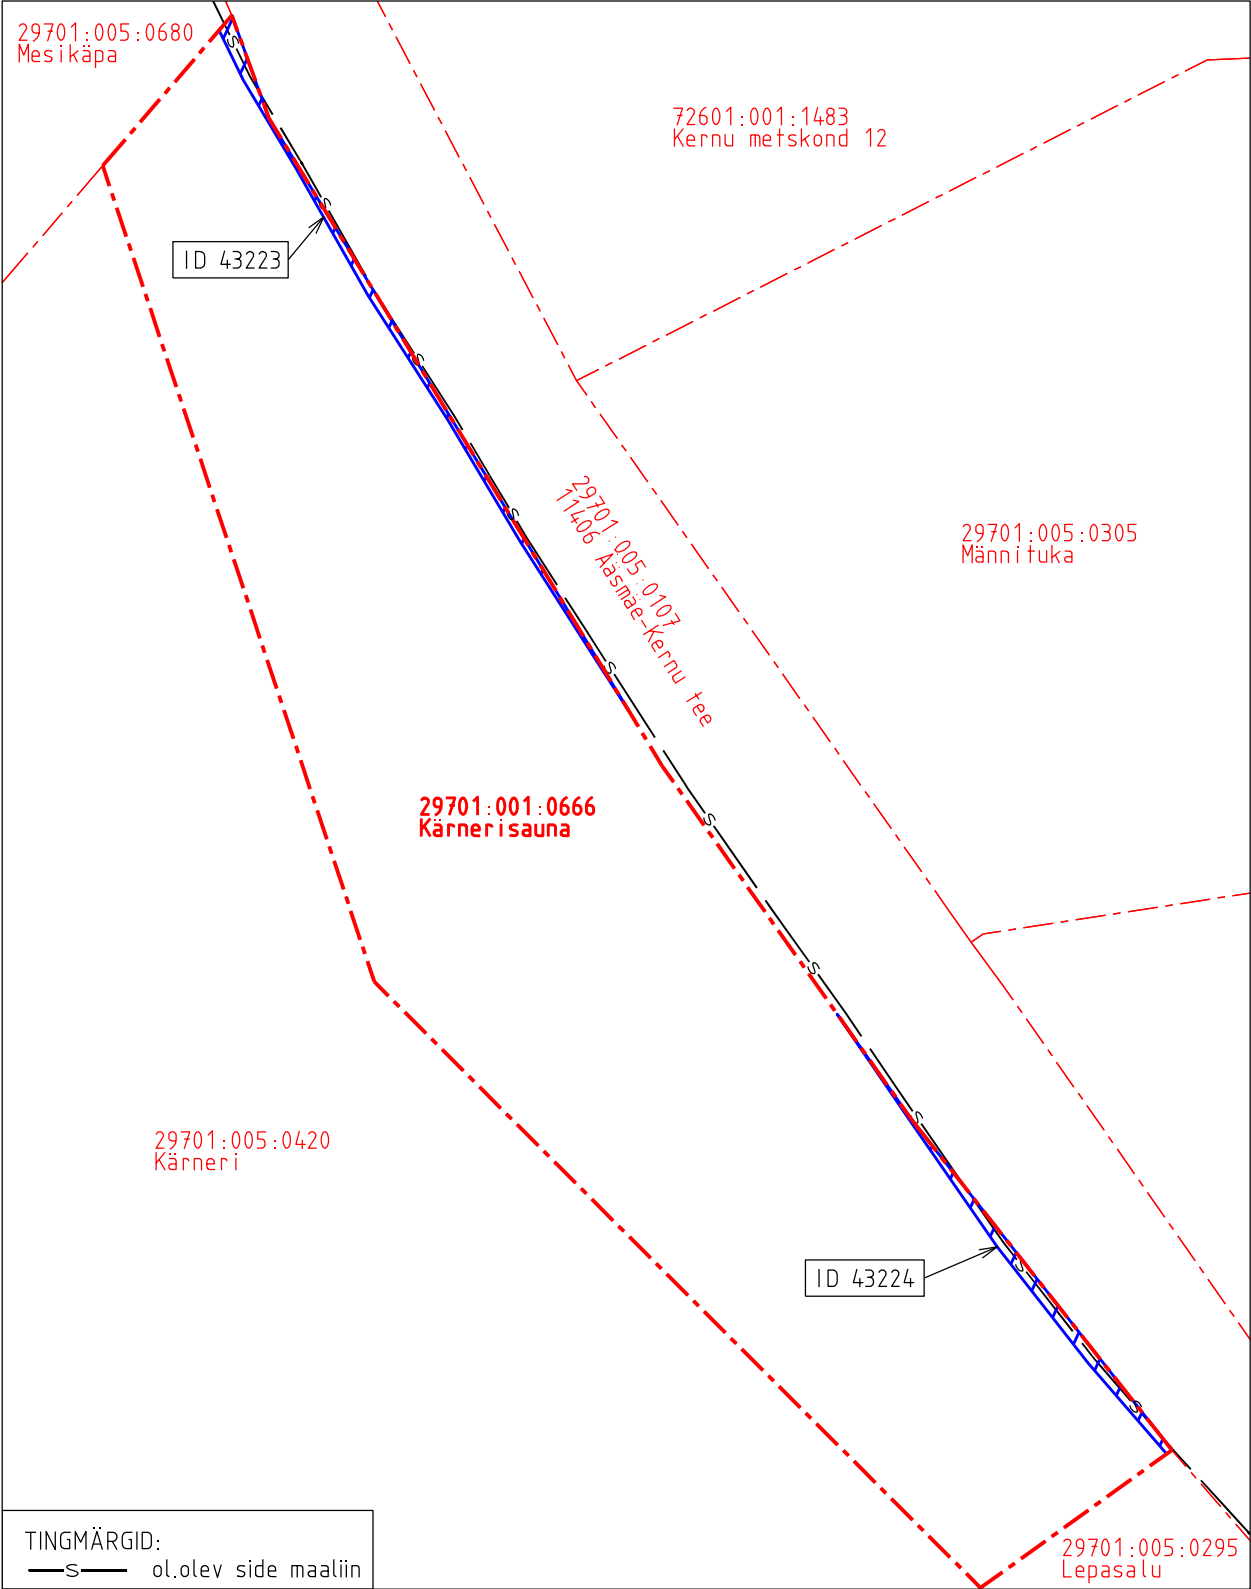 29701:005:0680
Mesikäpa
S
72601:001:1483
Kernu metskond 12
S
ID 43223
S
S
29701:005:0107
11406 Ääsmäe-Kernu tee
29701:005:0305
Männituka
S
29701:001:0666
Kärnerisauna
S
S
S
29701:005:0420
Kärneri
ID 43224
S
S
TINGMÄRGID:
S ol.olev side maaliin
29701:005:0295
Lepasalu